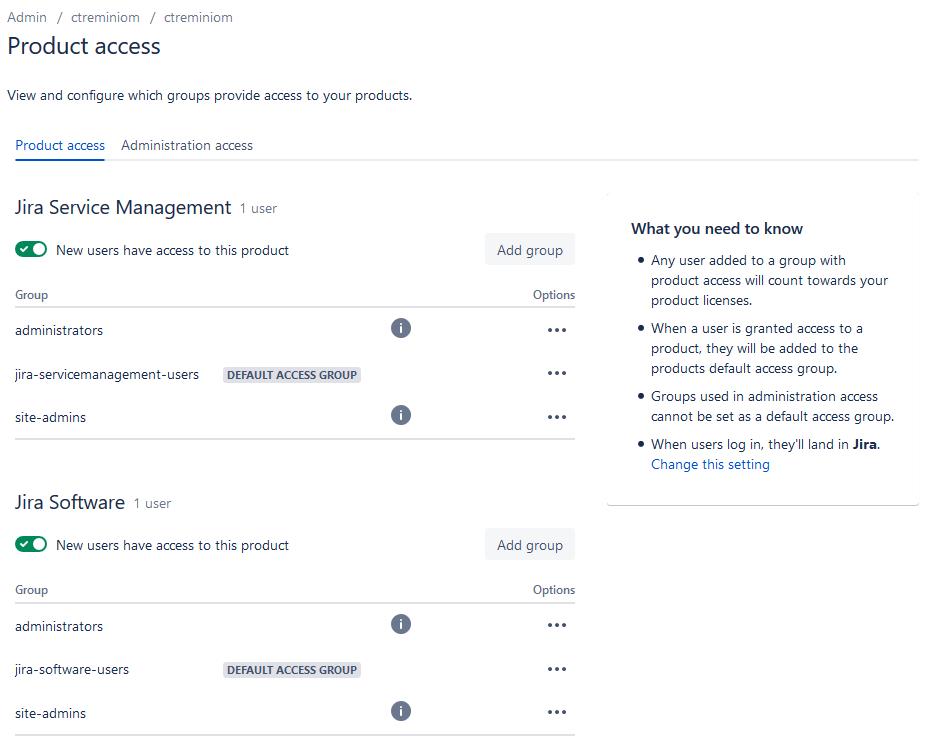 Admin / ctreminiom / ctreminiom
Product access
View and configure which groups provide access to your products.
Product access Administration access
Jira Service Management 1 user
New users have access to this product Add group
Group Options
administrators
jira-servicemanagement-users DEFAULT ACCESS GROUP
site-admins
Jira Software 1 user
New users have access to this product Add group
Group Options
administrators
jira-software-users DEFAULT ACCESS GROUP
site-admins
What you need to know
Any user added to a group with
product access will count towards your
product licenses.
When a user is granted access to a
product, they will be added to the
products default access group.
Groups used in administration access
cannot be set as a default access group.
When users log in, they'll land in Jira.
Change this setting